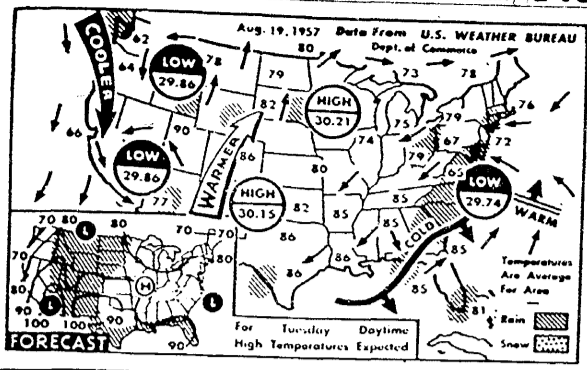 Aug. 19, 1957 Data From U.S. WEATHER BUREAU
Dept. of Commerce
COOLER
62
64
LOW
29.86
78
80
79
82
HIGH
30.21
73
78
76
79
75
74
67
72
79
65
66
90
LOW
29.86
77
WARMER
86
HIGH
30.15
80
82
85
85
LOW
29.74
WARM
COLD
86
86
85
85
81
Temperatures
Are Average
For Area
Rain
Snow
70
80
80
70
70
80
70
80
90
100
100
90
90
L
L
H
L
FORECAST
For Tuesday Daytime
High Temperatures Expected